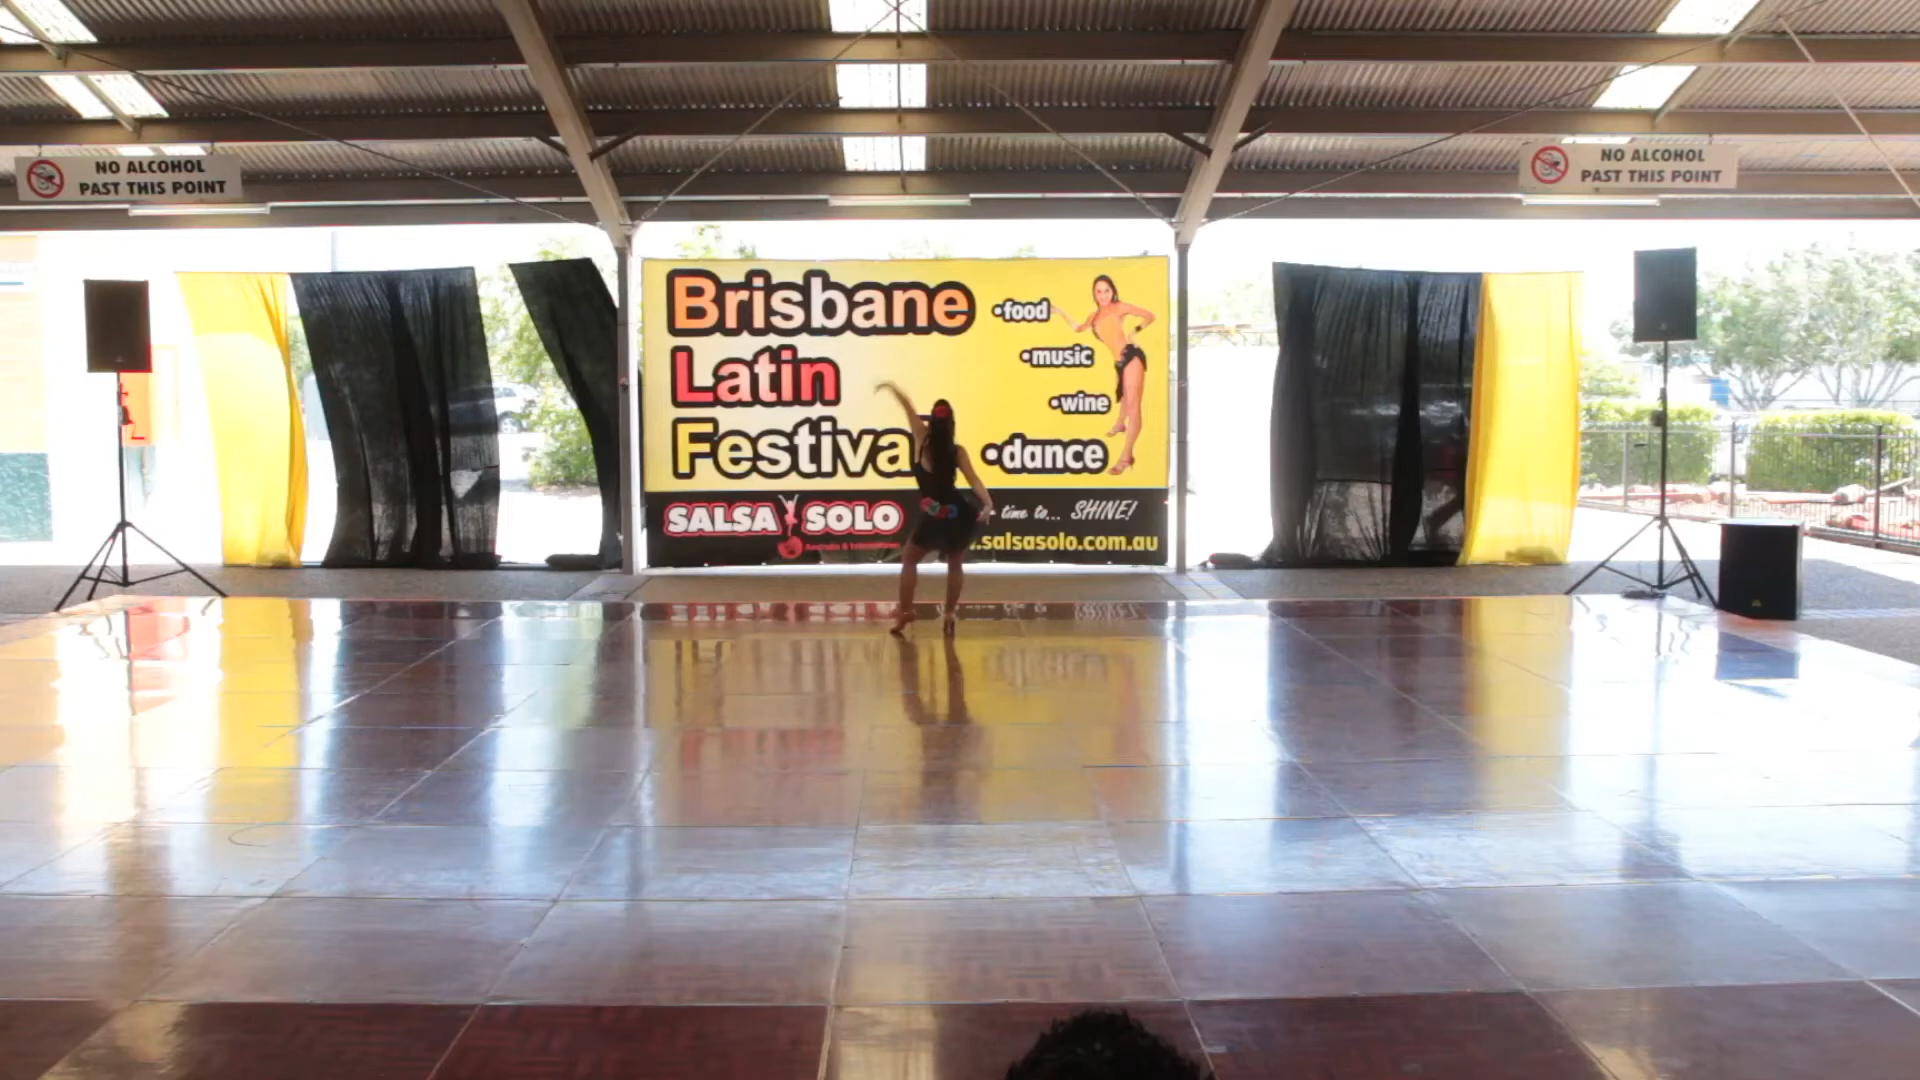 NO ALCOHOL
PAST THIS POINT
NO ALCOHOL
PAST THIS POINT
Brisbane
Latin
Festiva
•food
•music
•wine
•dance
SALSA SOLO
time to... SHINE!
.salsasolo.com.au